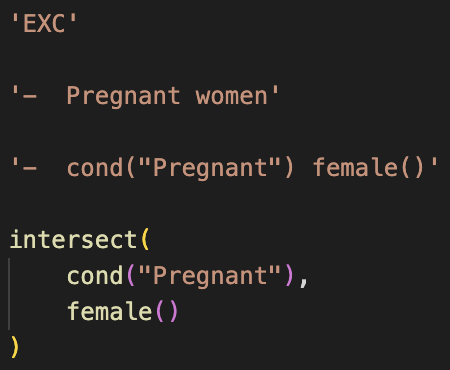 'EXC'
'-  Pregnant women'
'-  cond("Pregnant") female()'
intersect(
    cond("Pregnant"),
    female()
)